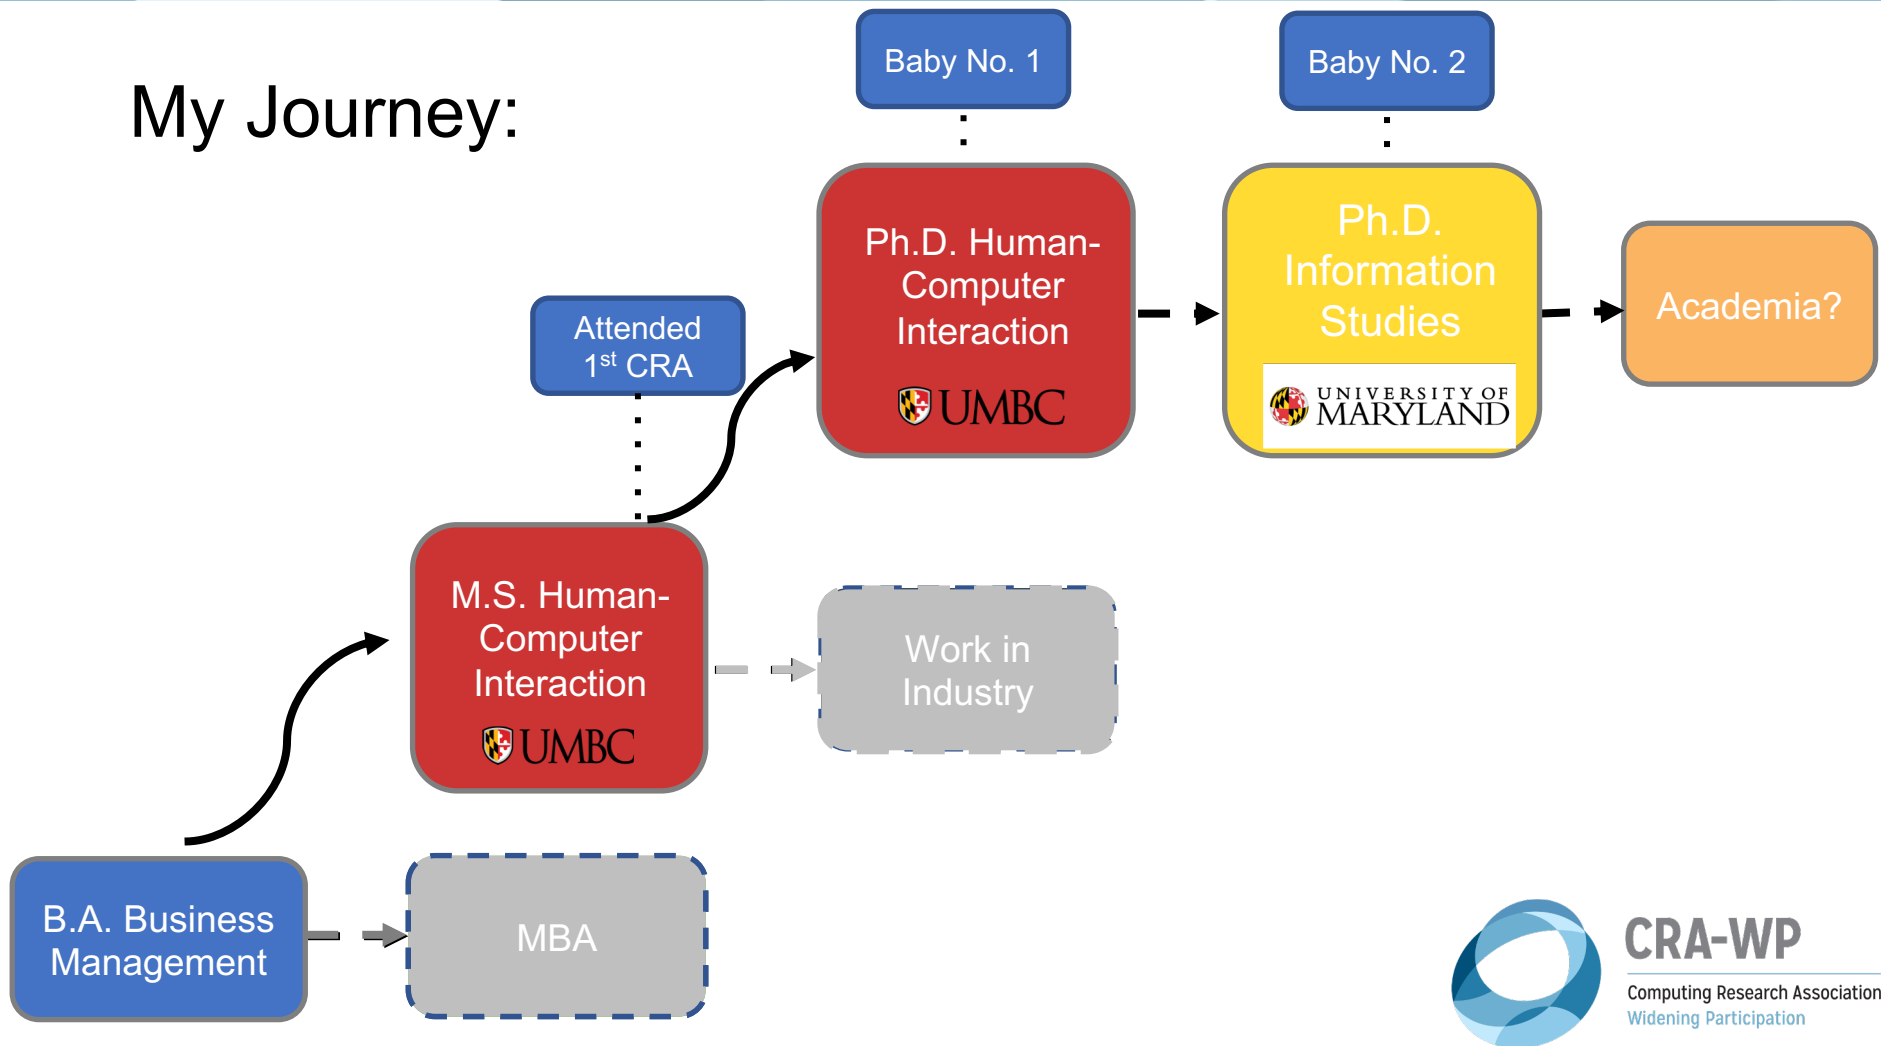 My Journey:
Baby No. 1
Baby No. 2
Ph.D. Human-
Computer
Interaction
UMBC
Ph.D.
Information
Studies
UNIVERSITY OF
MARYLAND
Academia?
Attended
1st CRA
M.S. Human-
Computer
Interaction
UMBC
Work in
Industry
B.A. Business
Management
MBA
CRA-WP
Computing Research Association
Widening Participation